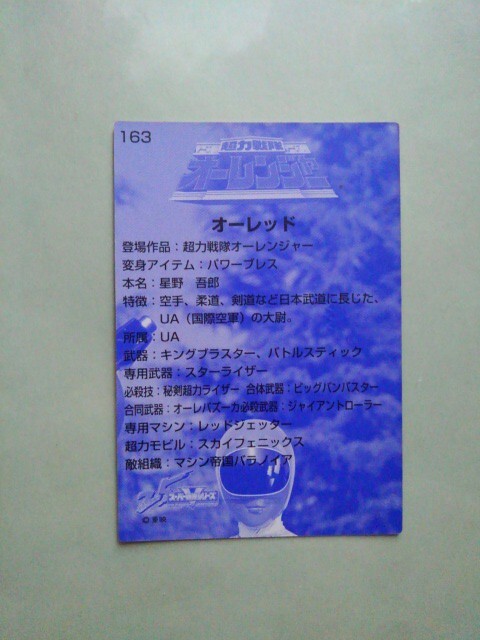 163
超力戦隊
オーレンジャー
オーレッド
登場作品：超力戦隊オーレンジャー
変身アイテム：パワーブレス
本名：星野 吾郎
特徴：空手、柔道、剣道など日本武道に長じた、
UA（国際空軍）の大尉。
所属：UA
武器：キングブラスター、バトルスティック
専用武器：スターライザー
必殺技：秘剣超力ライザー 合体武器：ビッグバンバスター
合同武器：オーレバズーカ必殺武器：ジャイアントローラー
専用マシン：レッドジェッター
超力モビル：スカイフェニックス
敵組織：マシン帝国バラノイア
スーパー戦隊シリーズ